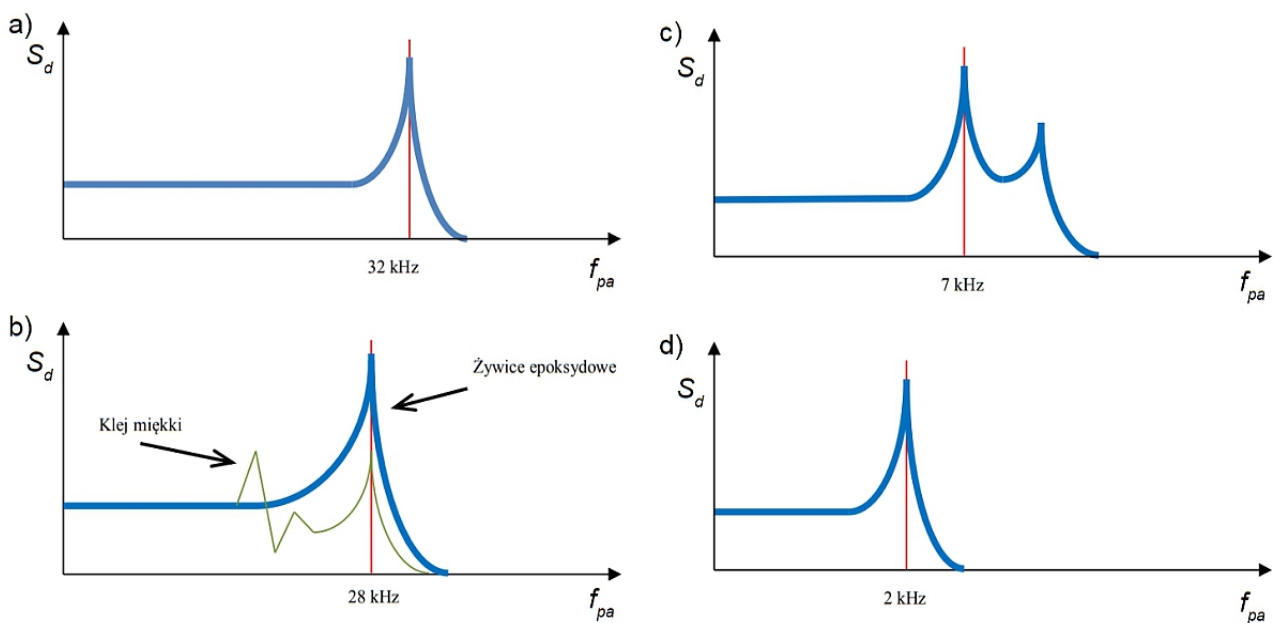 a)
S_d
32 kHz
f_pa
b)
S_d
Żywice epoksydowe
Klej miękki
28 kHz
f_pa
c)
S_d
7 kHz
f_pa
d)
S_d
2 kHz
f_pa